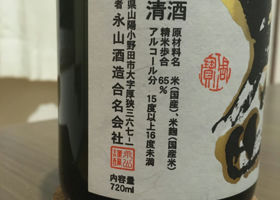 清酒
原材料名 米(国産)、米麹(国産米)
精米歩合 65%
アルコール分 15度以上16度未満
県山陽小野田市大字厚狭三六七-一
者 永山酒造合名会社
内容量
720ml